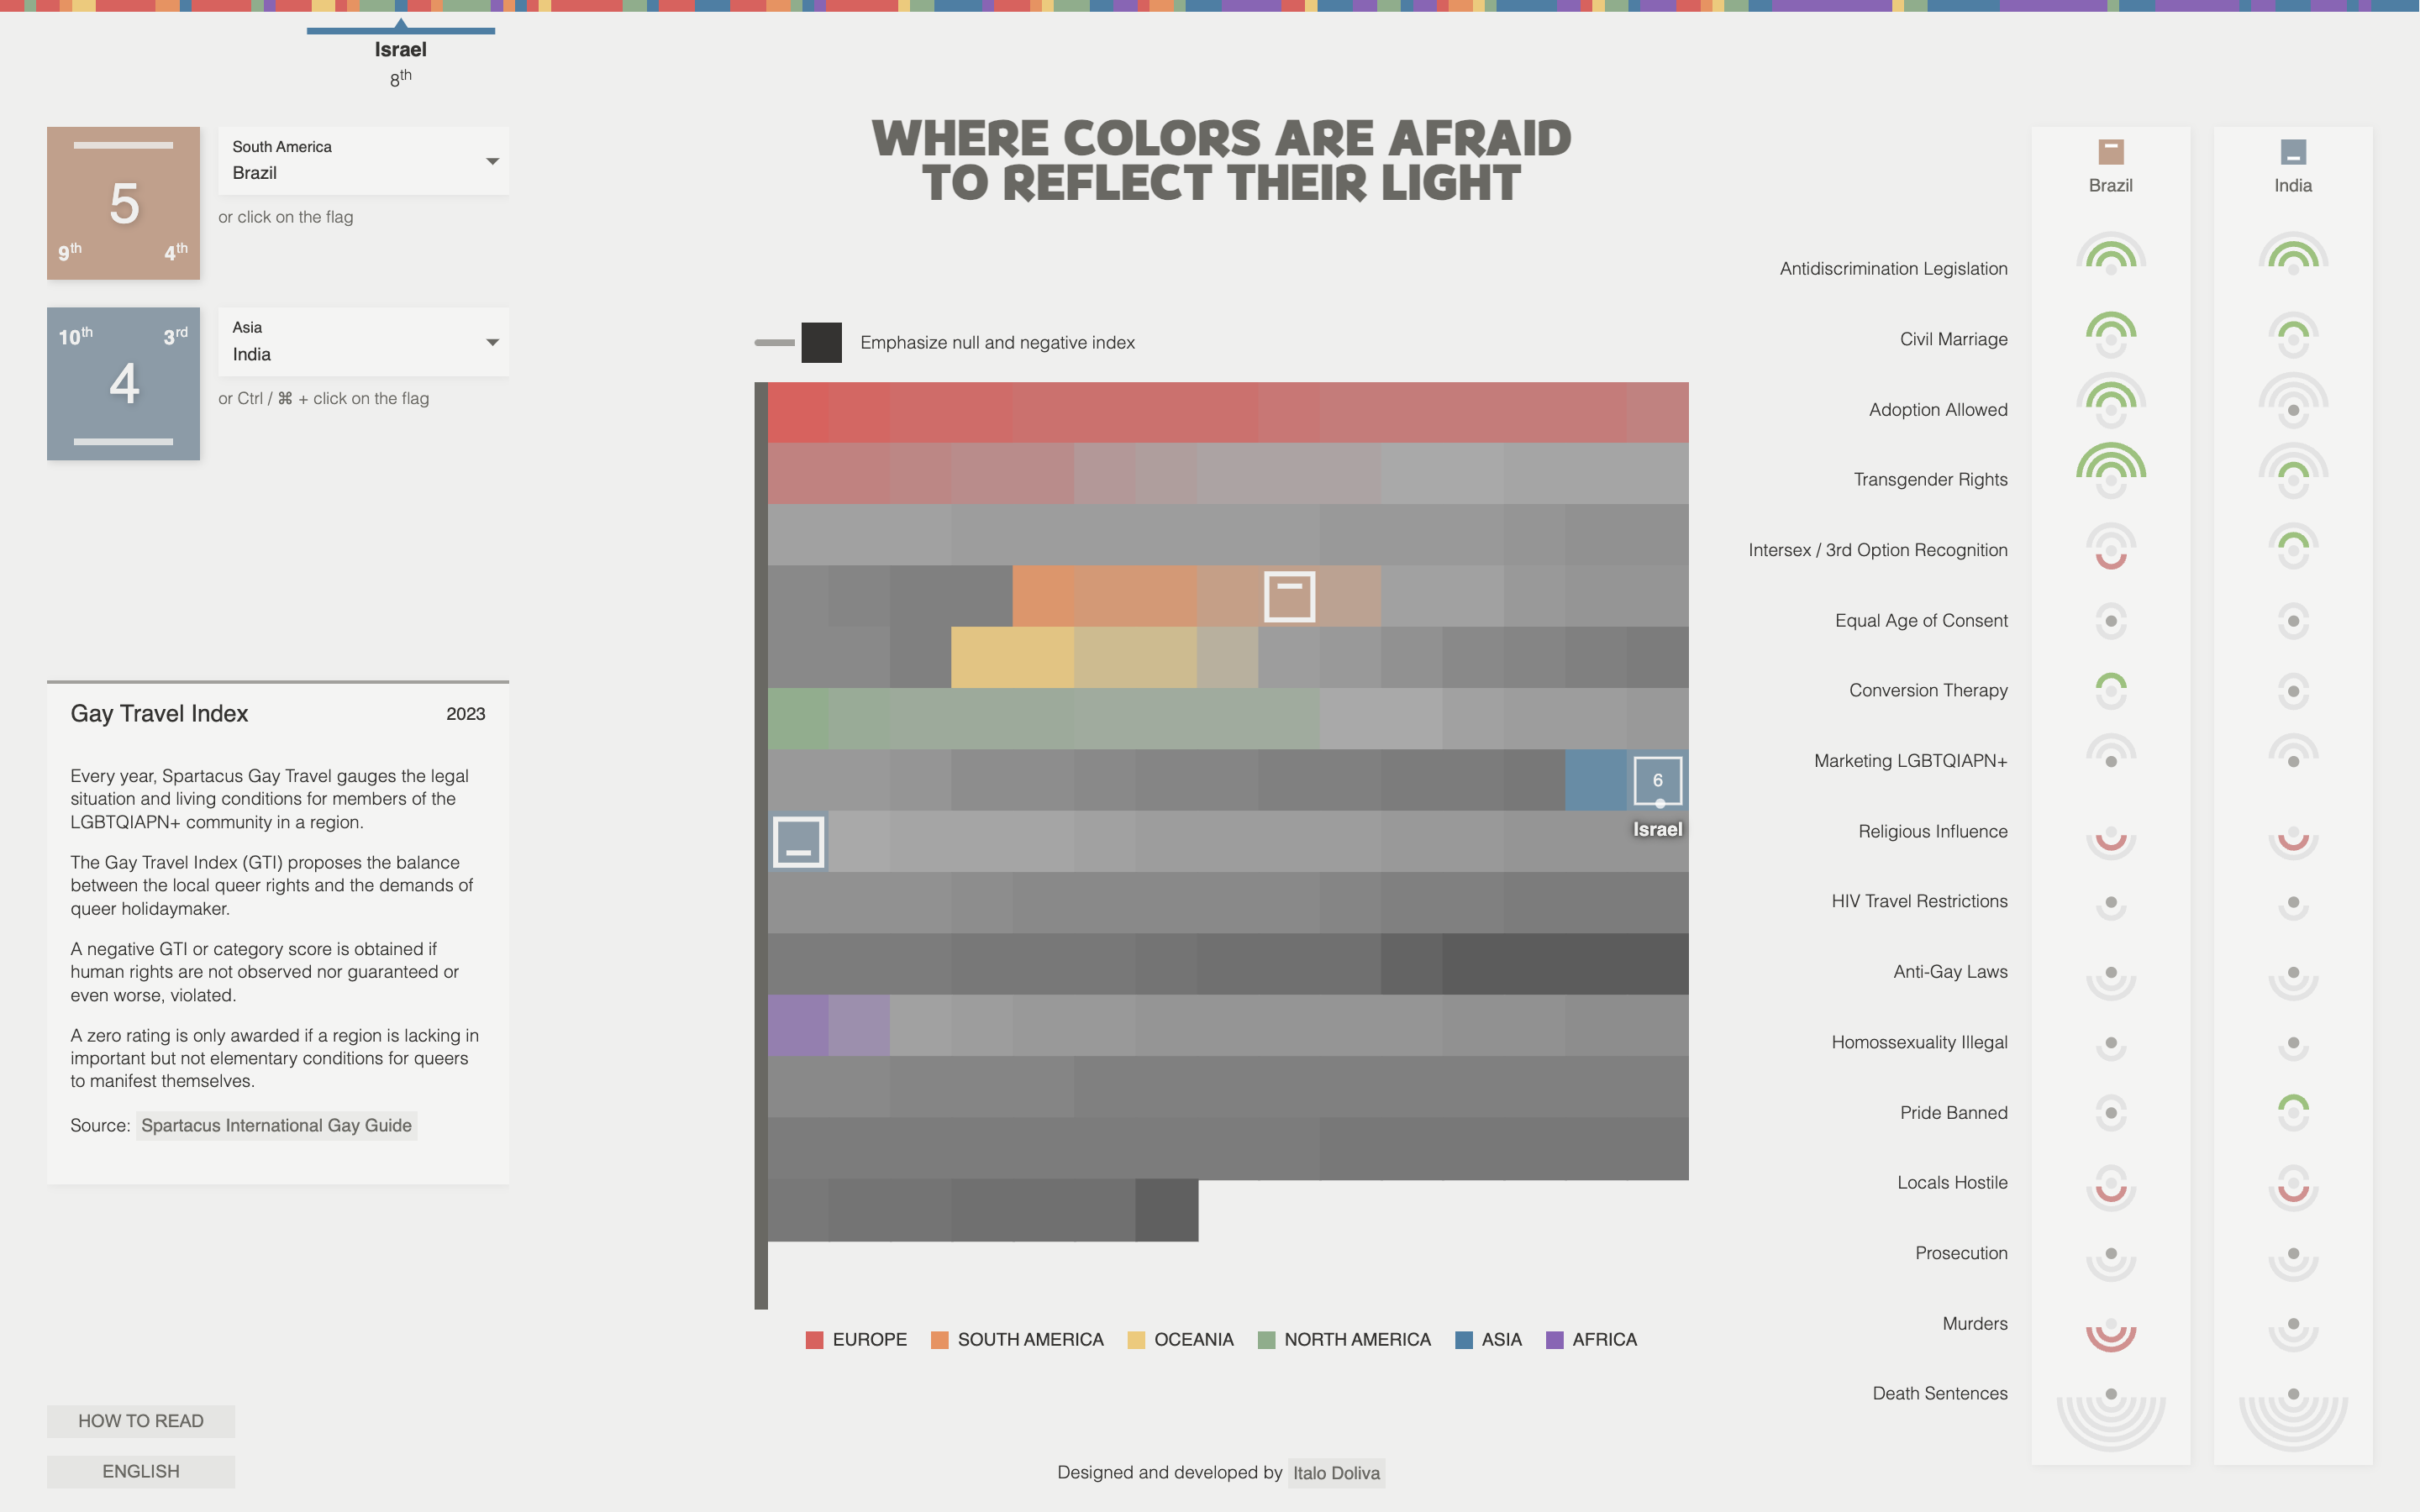 Israel
8th
5
9th
4th
South America
Brazil
or click on the flag
10th
3rd
4
Asia
India
or Ctrl / ⌘ + click on the flag
Gay Travel Index
2023
Every year, Spartacus Gay Travel gauges the legal
situation and living conditions for members of the
LGBTQIAPN+ community in a region.
The Gay Travel Index (GTI) proposes the balance
between the local queer rights and the demands of
queer holidaymaker.
A negative GTI or category score is obtained if
human rights are not observed nor guaranteed or
even worse, violated.
A zero rating is only awarded if a region is lacking in
important but not elementary conditions for queers
to manifest themselves.
Source: Spartacus International Gay Guide
HOW TO READ
ENGLISH
WHERE COLORS ARE AFRAID
TO REFLECT THEIR LIGHT
Emphasize null and negative index
6
Israel
EUROPE
SOUTH AMERICA
OCEANIA
NORTH AMERICA
ASIA
AFRICA
Designed and developed by Italo Doliva
Brazil
India
Antidiscrimination Legislation
Civil Marriage
Adoption Allowed
Transgender Rights
Intersex / 3rd Option Recognition
Equal Age of Consent
Conversion Therapy
Marketing LGBTQIAPN+
Religious Influence
HIV Travel Restrictions
Anti-Gay Laws
Homossexuality Illegal
Pride Banned
Locals Hostile
Prosecution
Murders
Death Sentences